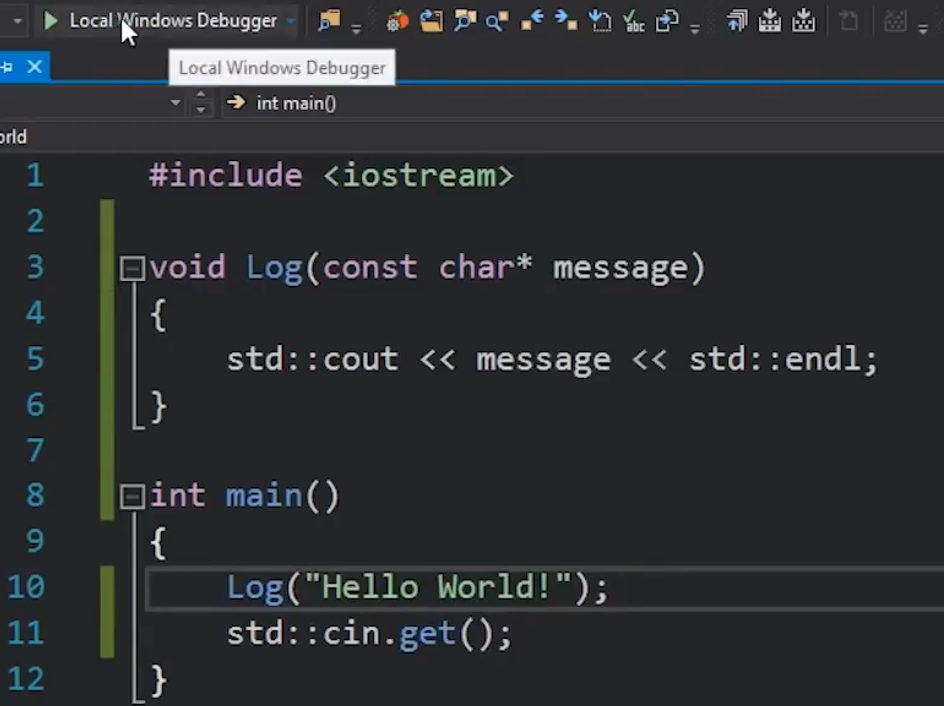 Local Windows Debugger
Local Windows Debugger
int main()
orld
1 #include <iostream>
2
3 void Log(const char* message)
4 {
5 std::cout << message << std::endl;
6 }
7
8 int main()
9 {
10 Log("Hello World!");
11 std::cin.get();
12 }